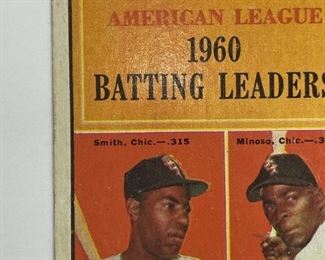 AMERICAN LEAGUE
1960
BATTING LEADERS
Smith, Chic.—.315
Minoso, Chic.—.3